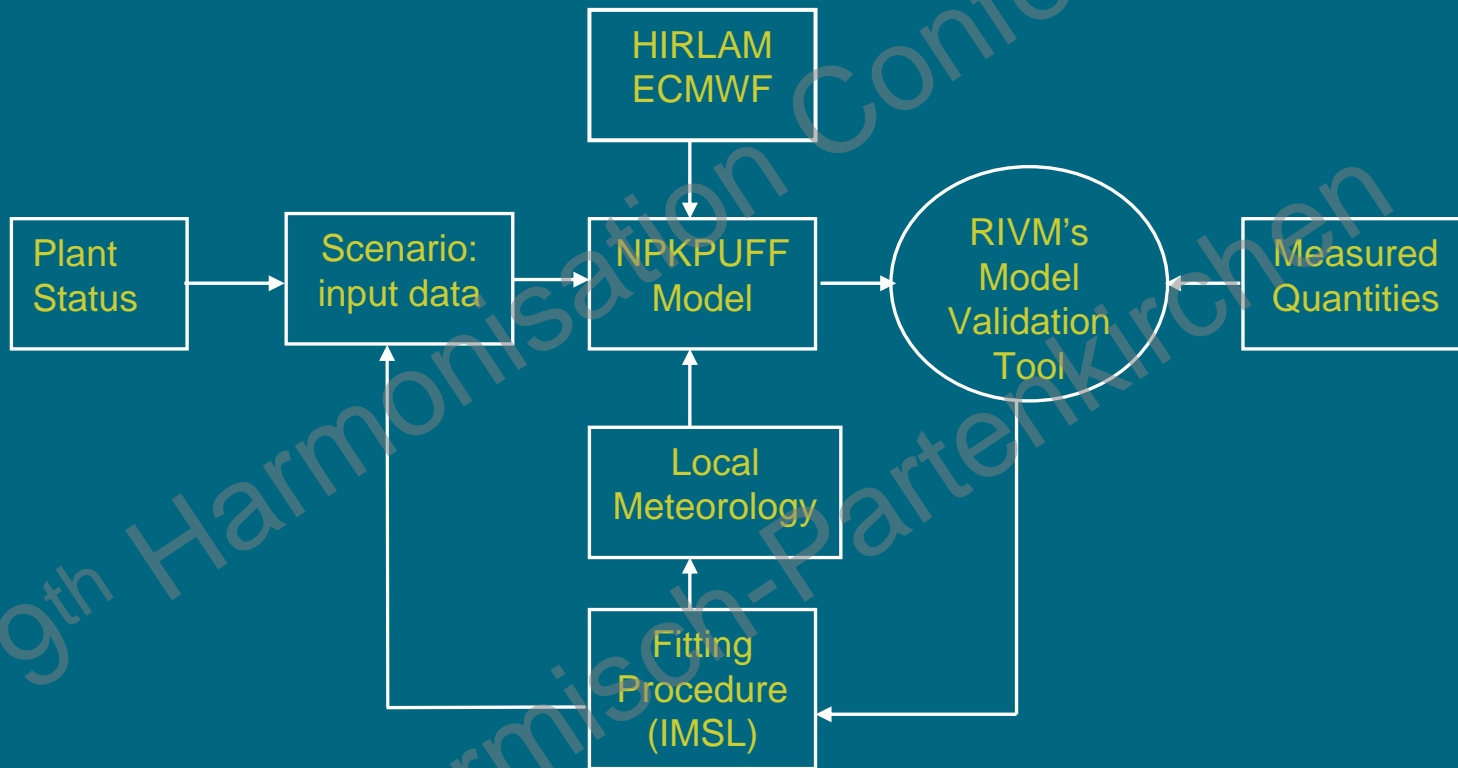 HIRLAM
ECMWF
Plant
Status
Scenario:
input data
NPKPUFF
Model
RIVM's
Model
Validation
Tool
Measured
Quantities
Local
Meteorology
Fitting
Procedure
(IMSL)
9th Harmonisation Confe
rmisch-Partenkirchen